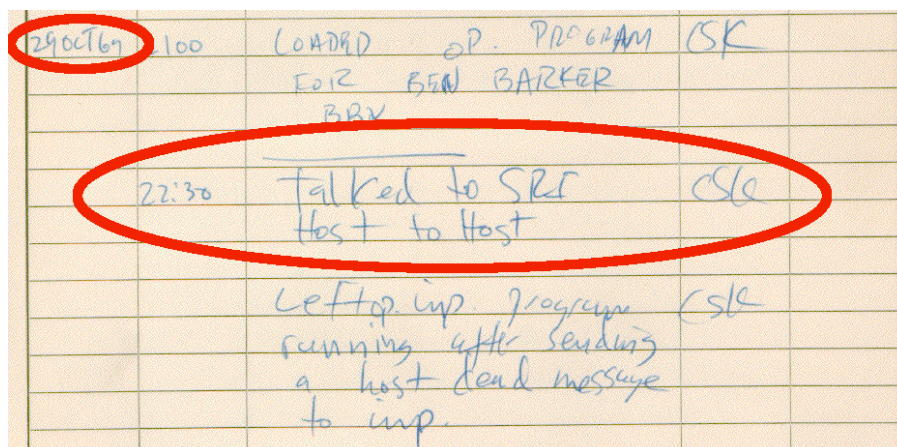 29OCT69 2100 LOADED OP. PROGRAM CSK
FOR BEN BARKER
BBN
22:30 Talked to SRI CSK
Host to Host
Left op. imp program CSK
running after sending
a host dead message
to imp.